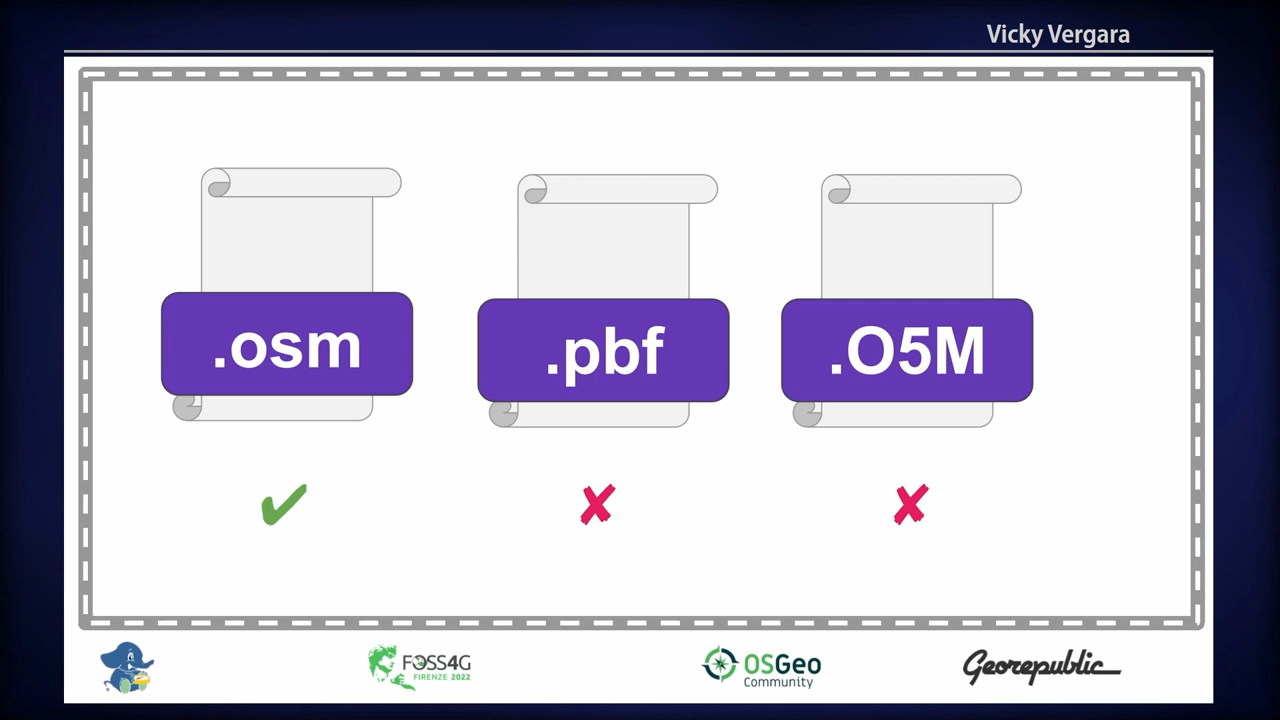 Vicky Vergara
.osm
.pbf
.O5M
✔
✘
✘
FOSS4G
FIRENZE 2022
OSGeo
Community
Georepublic